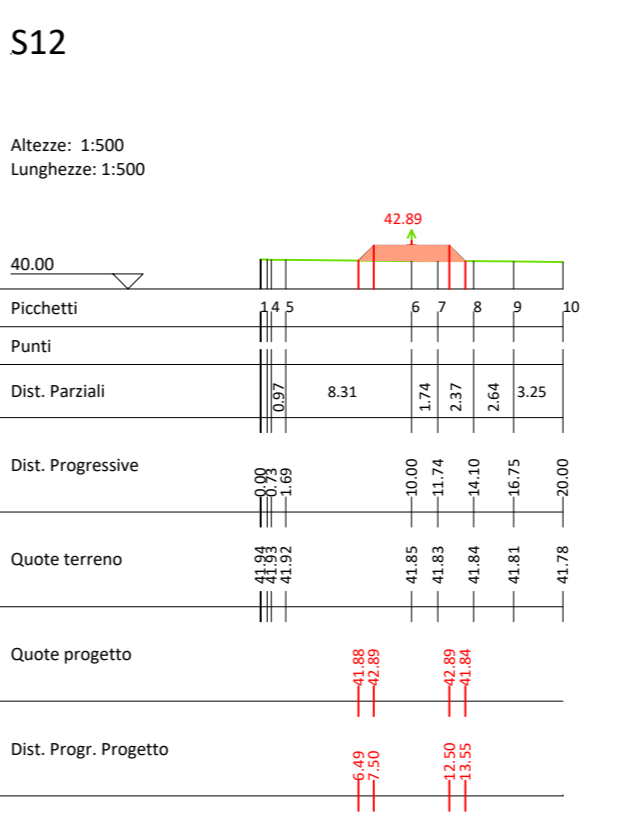 S12
Altezze: 1:500
Lunghezze: 1:500
42.89
40.00
Picchetti 1 4 5 6 7 8 9 10
Punti
Dist. Parziali 0.97 8.31 1.74 2.37 2.64 3.25
Dist. Progressive 0.00 0.73 1.69 10.00 11.74 14.10 16.75 20.00
Quote terreno 41.94 41.93 41.92 41.85 41.83 41.84 41.81 41.78
Quote progetto 41.88 42.89 42.89 41.84
Dist. Progr. Progetto 6.49 7.50 12.50 13.55